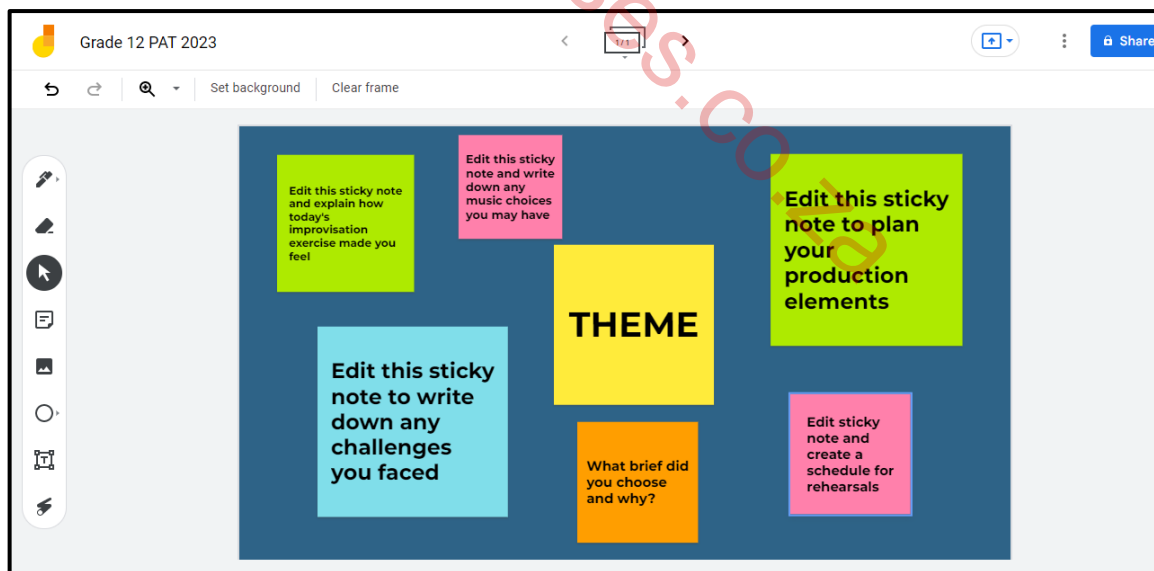 Grade 12 PAT 2023
1/1
Share
Set background
Clear frame
Edit this sticky note
and explain how
today's
improvisation
exercise made you
feel
Edit this sticky
note and write
down any
music choices
you may have
Edit this sticky
note to plan
your
production
elements
THEME
Edit this sticky
note to write
down any
challenges
you faced
What brief did
you choose
and why?
Edit sticky
note and
create a
schedule for
rehearsals
es.co.za